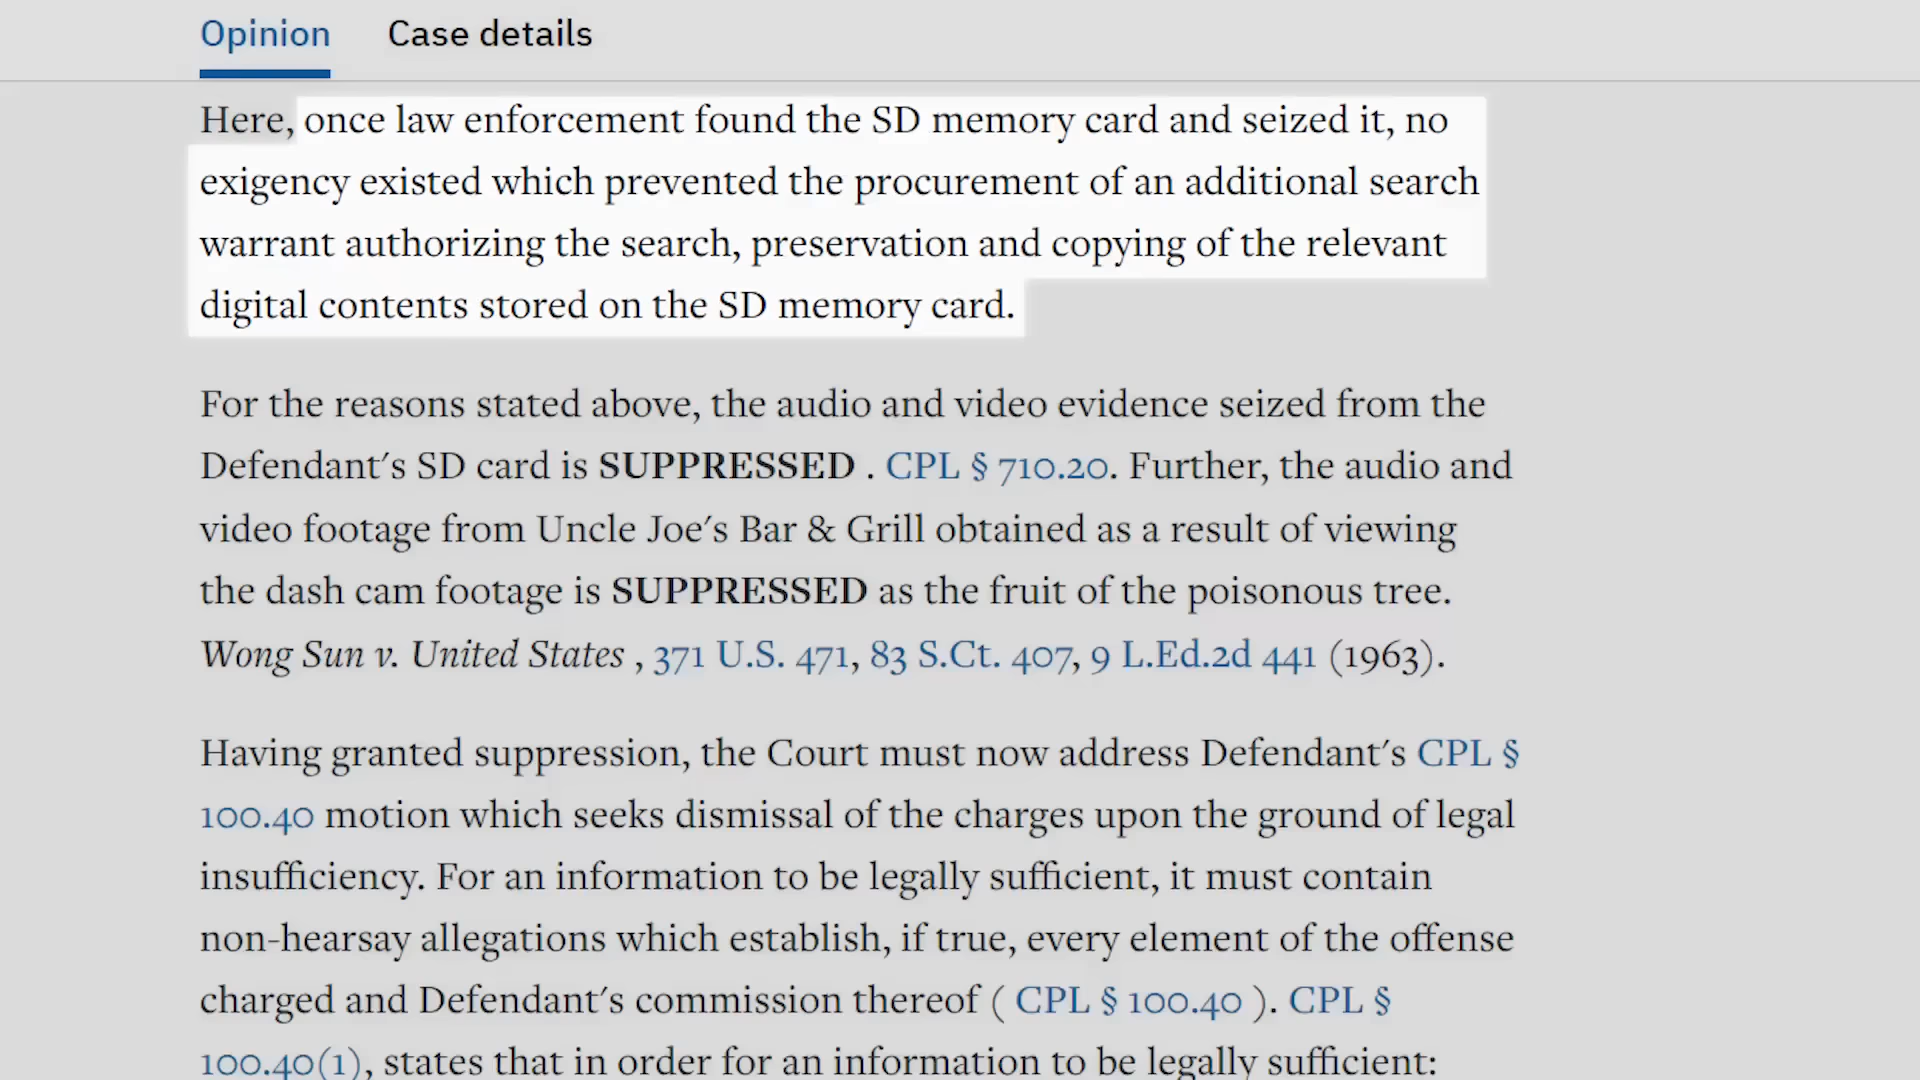 Opinion Case details
Here, once law enforcement found the SD memory card and seized it, no
exigency existed which prevented the procurement of an additional search
warrant authorizing the search, preservation and copying of the relevant
digital contents stored on the SD memory card.
For the reasons stated above, the audio and video evidence seized from the
Defendant's SD card is SUPPRESSED . CPL § 710.20. Further, the audio and
video footage from Uncle Joe's Bar & Grill obtained as a result of viewing
the dash cam footage is SUPPRESSED as the fruit of the poisonous tree.
Wong Sun v. United States , 371 U.S. 471, 83 S.Ct. 407, 9 L.Ed.2d 441 (1963).
Having granted suppression, the Court must now address Defendant's CPL §
100.40 motion which seeks dismissal of the charges upon the ground of legal
insufficiency. For an information to be legally sufficient, it must contain
non-hearsay allegations which establish, if true, every element of the offense
charged and Defendant's commission thereof ( CPL § 100.40 ). CPL §
100.40(1), states that in order for an information to be legally sufficient: